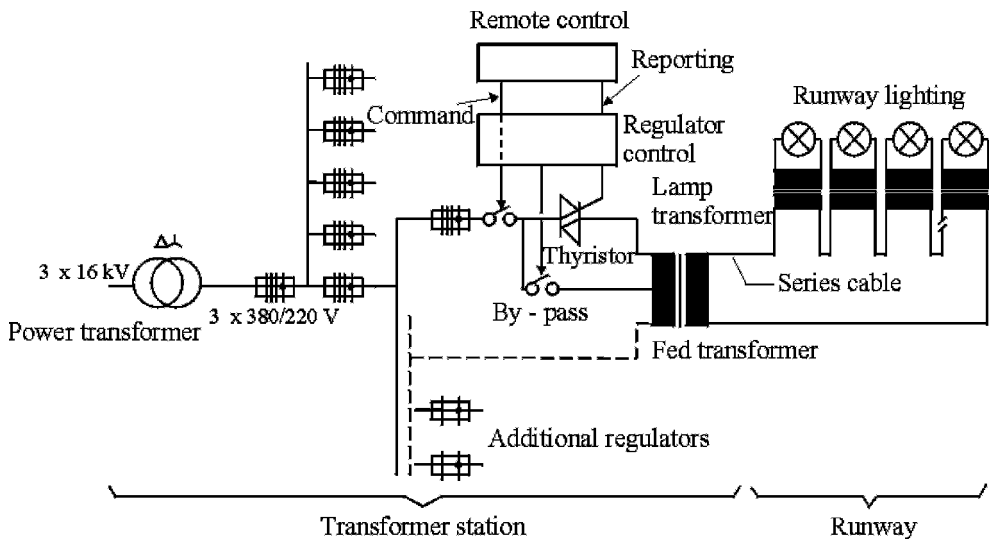 Remote control
Reporting
Command
Runway lighting
Regulator
control
Lamp
transformer
Δ⅄
3 x 16 kV
Thyristor
Series cable
3 x 380/220 V
By - pass
Power transformer
Fed transformer
Additional regulators
Transformer station
Runway